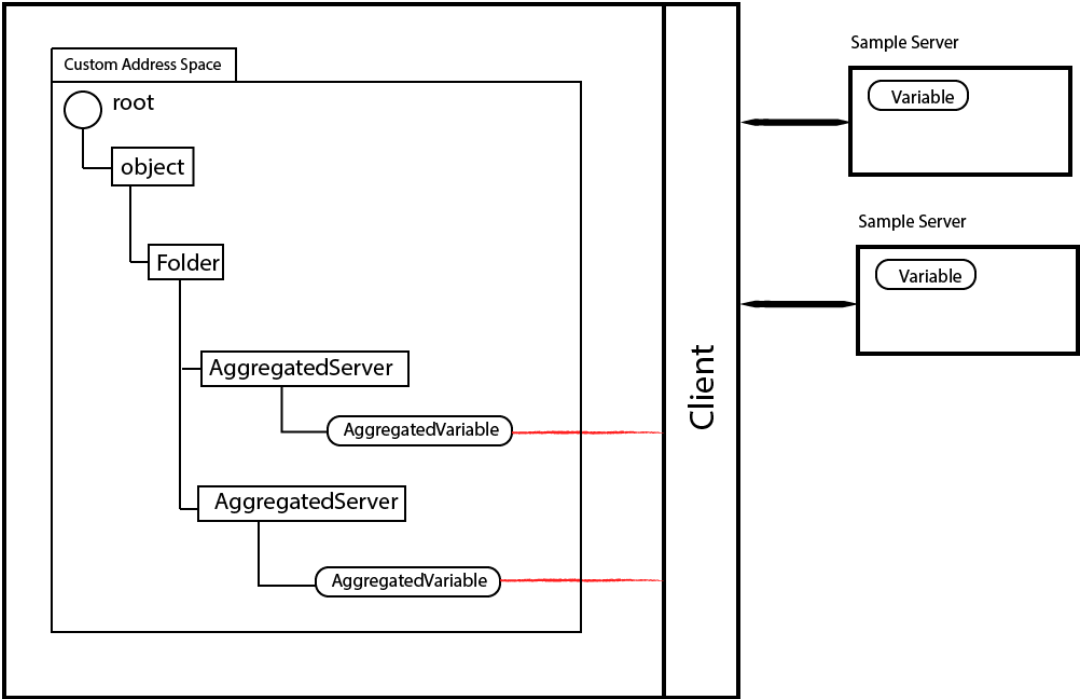 Custom Address Space
root
object
Folder
AggregatedServer
AggregatedVariable
AggregatedServer
AggregatedVariable
Client
Sample Server
Variable
Sample Server
Variable